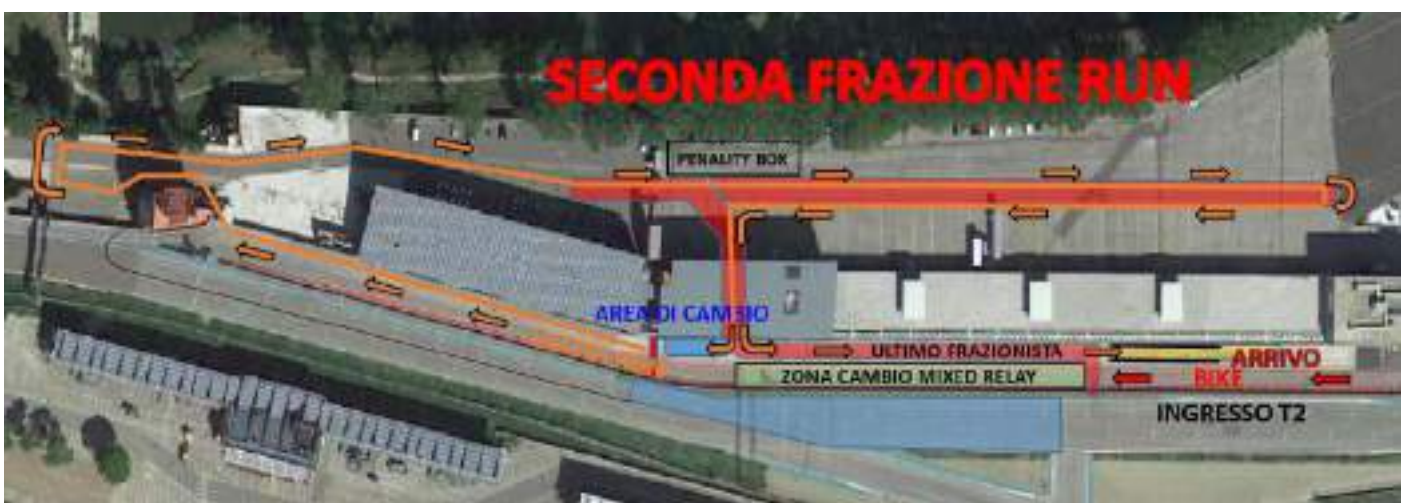 SECONDA FRAZIONE RUN
PENALITY BOX
AREA DI CAMBIO
ULTIMO FRAZIONISTA
ARRIVO
ZONA CAMBIO MIXED RELAY
BIKE
INGRESSO T2